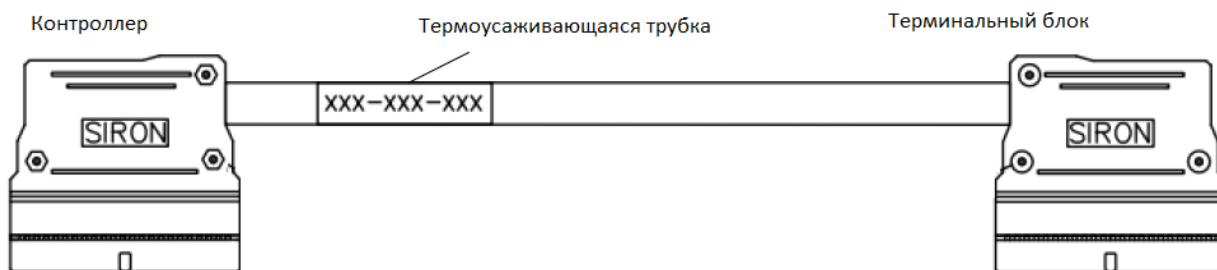 Контроллер
Термоусаживающаяся трубка
Терминальный блок
XXX-XXX-XXX
SIRON
SIRON